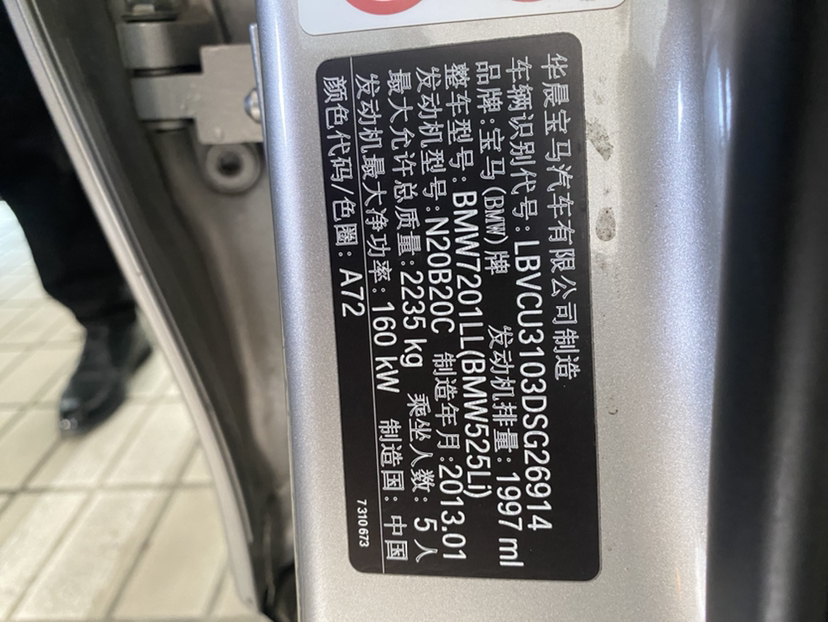 华晨宝马汽车有限公司制造
车辆识别代号: LBVCU3103DSG26914
品牌: 宝马(BMW)牌 发动机排量: 1997 ml
整车型号: BMW7201LL(BMW525Li)
发动机型号: N20B20C 制造年月: 2013.01
最大允许总质量: 2235 kg 乘坐人数: 5 人
发动机最大净功率: 160 kW 制造国: 中国
颜色代码/色圈: A72
7 310 673